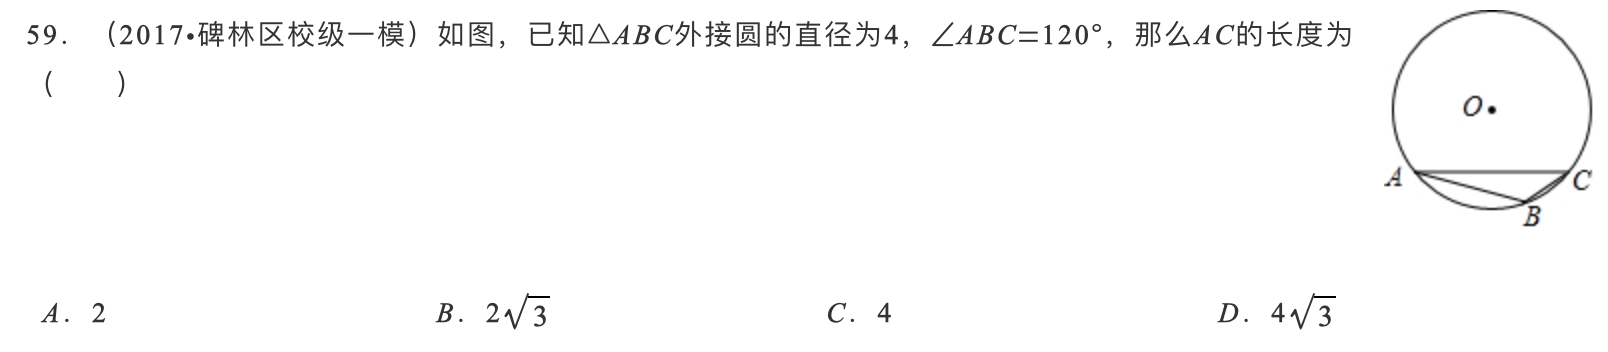 59. （2017•碑林区校级一模）如图，已知△ABC外接圆的直径为4，∠ABC=120°，那么AC的长度为
（　　）
O
A
C
B
A. 2
B. 2√3
C. 4
D. 4√3